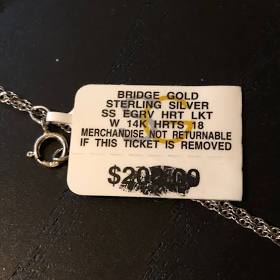 BRIDGE GOLD
STERLING SILVER
SS EGRV HRT LKT
W 14K HRTS 18
MERCHANDISE NOT RETURNABLE
IF THIS TICKET IS REMOVED